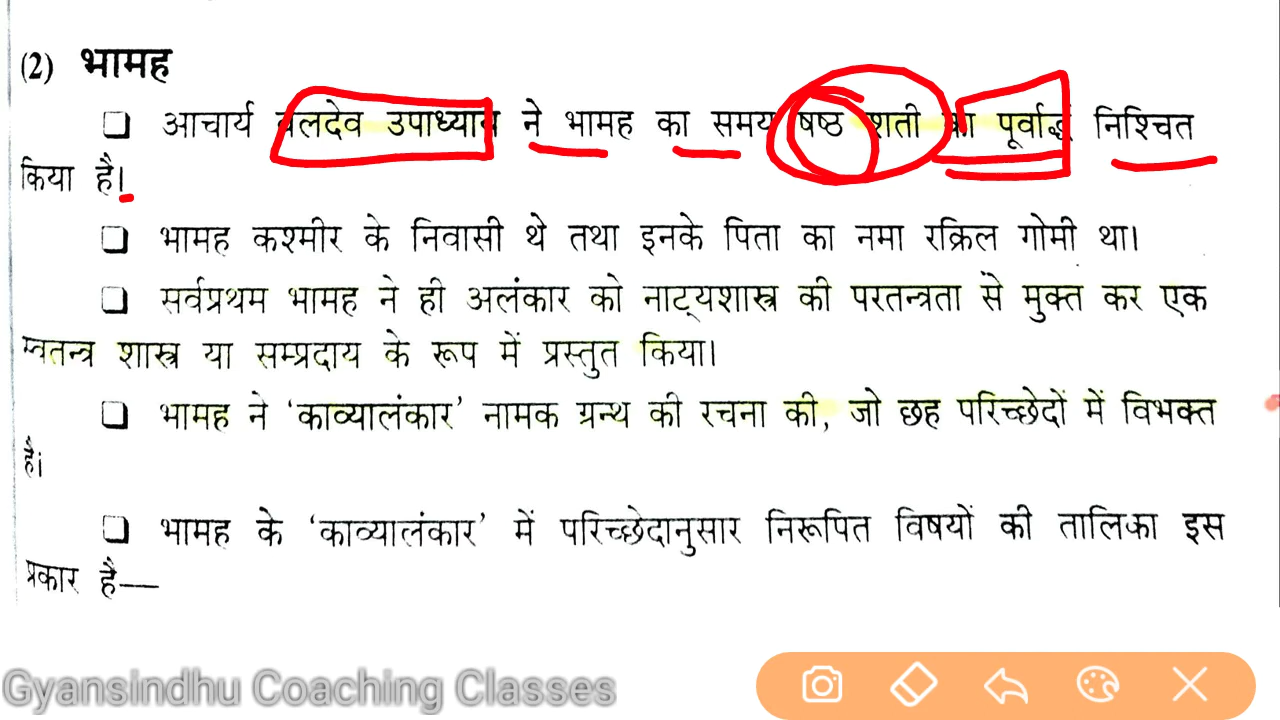 (2) भामह
❑ आचार्य बलदेव उपाध्याय ने भामह का समय षष्ठ शती का पूर्वार्द्ध निश्चित
किया है।
❑ भामह कश्मीर के निवासी थे तथा इनके पिता का नमा रक्रिल गोमी था।
❑ सर्वप्रथम भामह ने ही अलंकार को नाट्यशास्त्र की परतन्त्रता से मुक्त कर एक
स्वतन्त्र शास्त्र या सम्प्रदाय के रूप में प्रस्तुत किया।
❑ भामह ने ‘काव्यालंकार’ नामक ग्रन्थ की रचना की, जो छह परिच्छेदों में विभक्त
है।
❑ भामह के ‘काव्यालंकार’ में परिच्छेदानुसार निरूपित विषयों की तालिका इस
प्रकार है—
Gyansindhu Coaching Classes